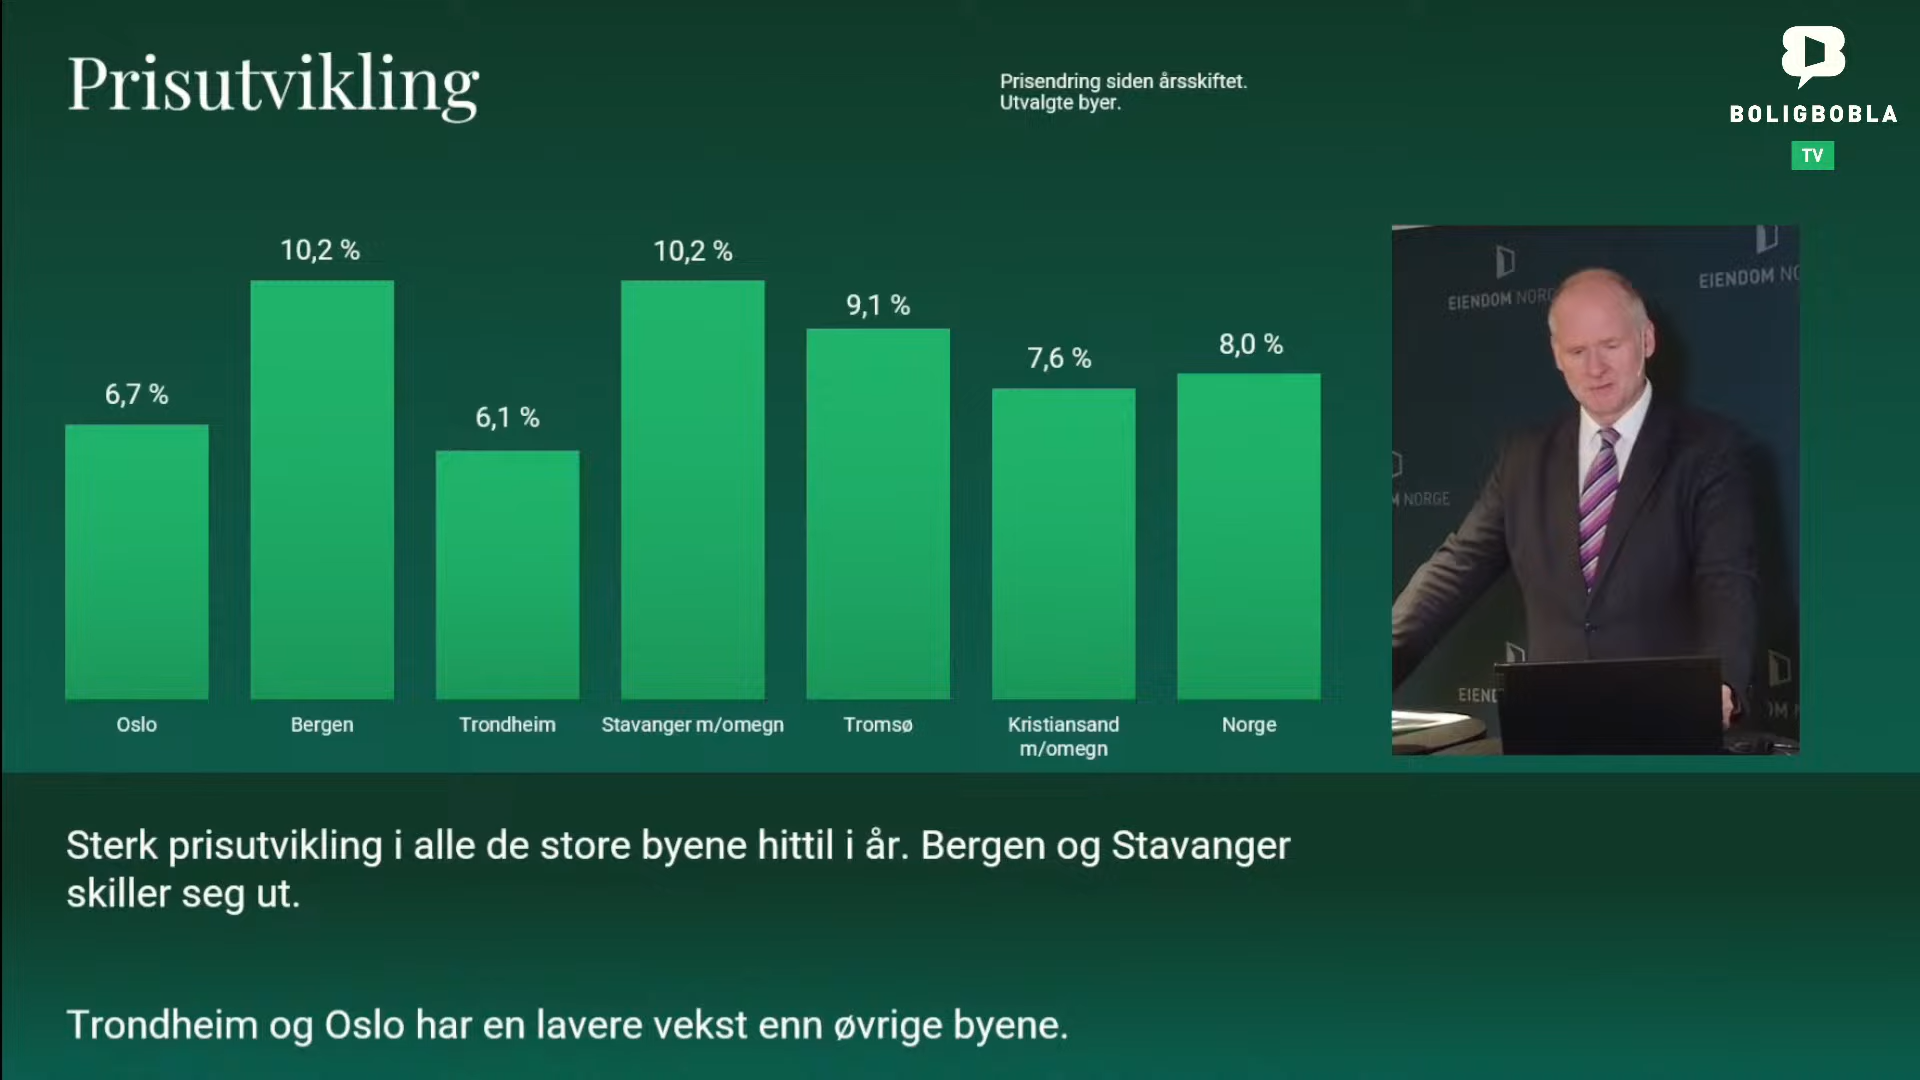 Prisutvikling
Prisendring siden årsskiftet.
Utvalgte byer.
BOLIGBOBLA
TV
10,2 %
10,2 %
9,1 %
8,0 %
7,6 %
6,7 %
6,1 %
Oslo
Bergen
Trondheim
Stavanger m/omegn
Tromsø
Kristiansand
m/omegn
Norge
EIENDOM NORG
EIENDOM NO
M NORGE
EIEND
OM N
Sterk prisutvikling i alle de store byene hittil i år. Bergen og Stavanger
skiller seg ut.
Trondheim og Oslo har en lavere vekst enn øvrige byene.